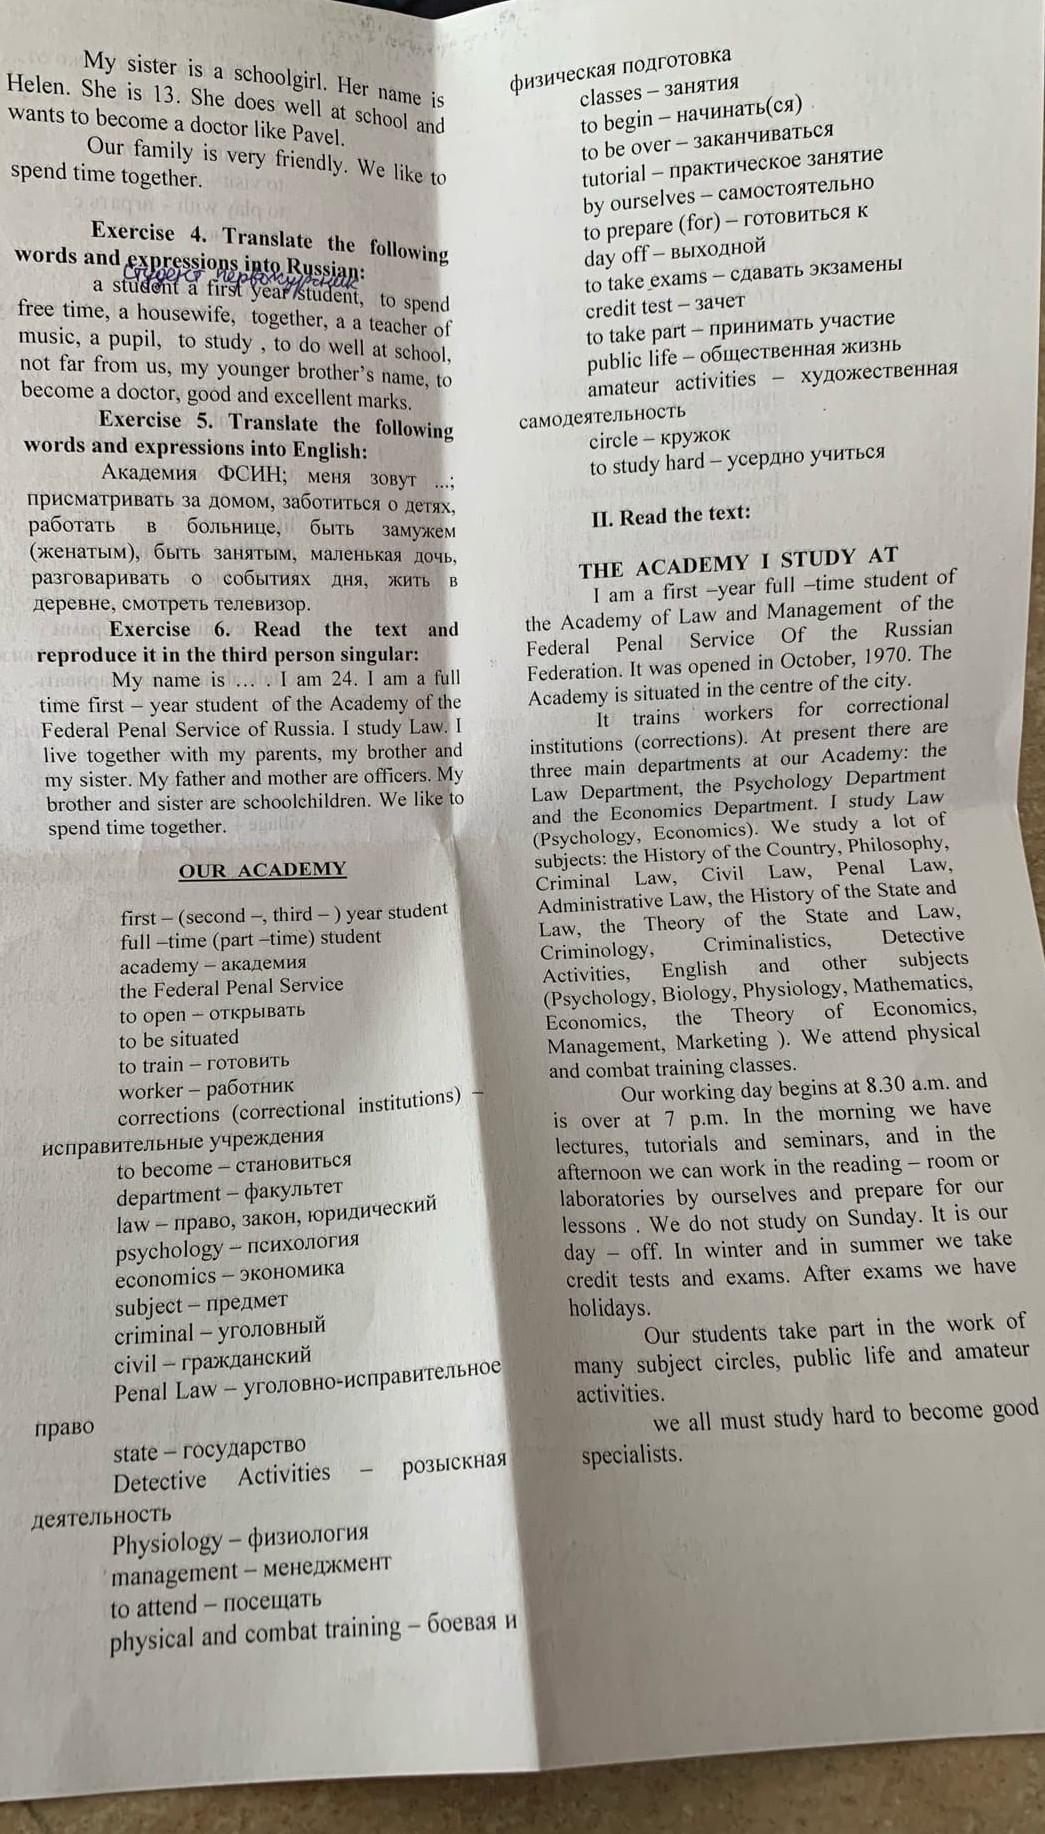 My sister is a schoolgirl. Her name is
Helen. She is 13. She does well at school and
wants to become a doctor like Pavel.
Our family is very friendly. We like to
spend time together.
Exercise 4. Translate the following
words and expressions into Russian:
студент первокурсник
a student a first year student, to spend
free time, a housewife, together, a a teacher of
music, a pupil, to study , to do well at school,
not far from us, my younger brother's name, to
become a doctor, good and excellent marks.
Exercise 5. Translate the following
words and expressions into English:
Академия ФСИН; меня зовут ...;
присматривать за домом, заботиться о детях,
работать в больнице, быть замужем
(женатым), быть занятым, маленькая дочь,
разговаривать о событиях дня, жить в
деревне, смотреть телевизор.
Exercise 6. Read the text and
reproduce it in the third person singular:
My name is ... . I am 24. I am a full
time first – year student of the Academy of the
Federal Penal Service of Russia. I study Law. I
live together with my parents, my brother and
my sister. My father and mother are officers. My
brother and sister are schoolchildren. We like to
spend time together.
OUR ACADEMY
first – (second –, third – ) year student
full –time (part –time) student
academy – академия
the Federal Penal Service
to open – открывать
to be situated
to train – готовить
worker – работник
corrections (correctional institutions) –
исправительные учреждения
to become – становиться
department – факультет
law – право, закон, юридический
psychology – психология
economics – экономика
subject – предмет
criminal – уголовный
civil – гражданский
Penal Law – уголовно-исправительное
право
state – государство
Detective Activities – розыскная
деятельность
Physiology – физиология
management – менеджмент
to attend – посещать
physical and combat training – боевая и
физическая подготовка
classes – занятия
to begin – начинать(ся)
to be over – заканчиваться
tutorial – практическое занятие
by ourselves – самостоятельно
to prepare (for) – готовиться к
day off – выходной
to take exams – сдавать экзамены
credit test – зачет
to take part – принимать участие
public life – общественная жизнь
amateur activities – художественная
самодеятельность
circle – кружок
to study hard – усердно учиться
II. Read the text:
THE ACADEMY I STUDY AT
I am a first –year full –time student of
the Academy of Law and Management of the
Federal Penal Service Of the Russian
Federation. It was opened in October, 1970. The
Academy is situated in the centre of the city.
It trains workers for correctional
institutions (corrections). At present there are
three main departments at our Academy: the
Law Department, the Psychology Department
and the Economics Department. I study Law
(Psychology, Economics). We study a lot of
subjects: the History of the Country, Philosophy,
Criminal Law, Civil Law, Penal Law,
Administrative Law, the History of the State and
Law, the Theory of the State and Law,
Criminology, Criminalistics, Detective
Activities, English and other subjects
(Psychology, Biology, Physiology, Mathematics,
Economics, the Theory of Economics,
Management, Marketing ). We attend physical
and combat training classes.
Our working day begins at 8.30 a.m. and
is over at 7 p.m. In the morning we have
lectures, tutorials and seminars, and in the
afternoon we can work in the reading – room or
laboratories by ourselves and prepare for our
lessons . We do not study on Sunday. It is our
day – off. In winter and in summer we take
credit tests and exams. After exams we have
holidays.
Our students take part in the work of
many subject circles, public life and amateur
activities.
we all must study hard to become good
specialists.